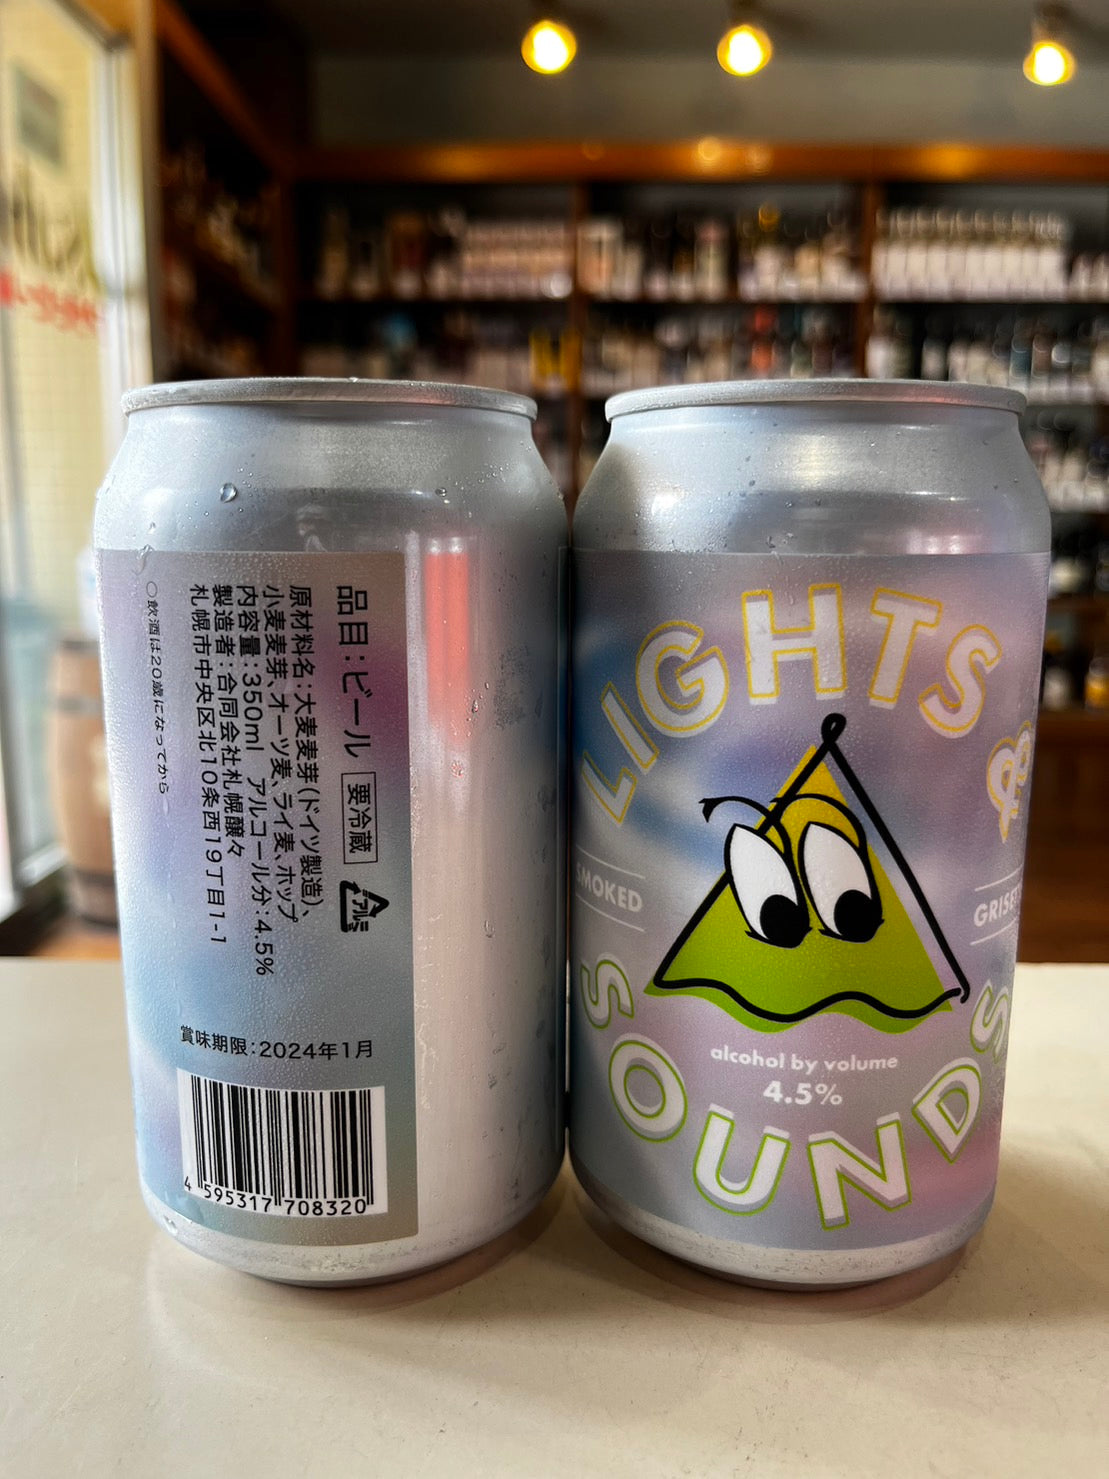 品目：ビール 要冷蔵
アルミ
原材料名：大麦麦芽(ドイツ製造)、
小麦麦芽、オーツ麦、ライ麦、ホップ
内容量：350ml アルコール分：4.5%
製造者：合同会社札幌醸々
札幌市中央区北10条西19丁目1-1
○飲酒は20歳になってから
賞味期限：2024年1月
4 595317 708320
LIGHTS
&
SMOKED
SOUNDS
alcohol by volume
4.5%